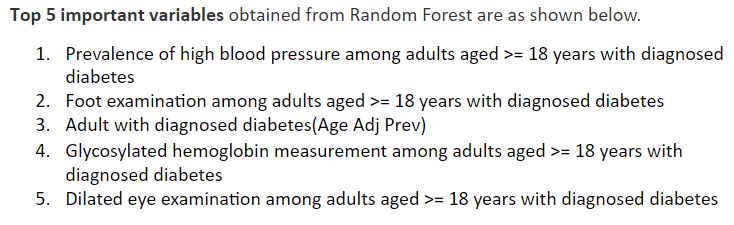 Top 5 important variables obtained from Random Forest are as shown below.
1. Prevalence of high blood pressure among adults aged >= 18 years with diagnosed
diabetes
2. Foot examination among adults aged >= 18 years with diagnosed diabetes
3. Adult with diagnosed diabetes(Age Adj Prev)
4. Glycosylated hemoglobin measurement among adults aged >= 18 years with
diagnosed diabetes
5. Dilated eye examination among adults aged >= 18 years with diagnosed diabetes